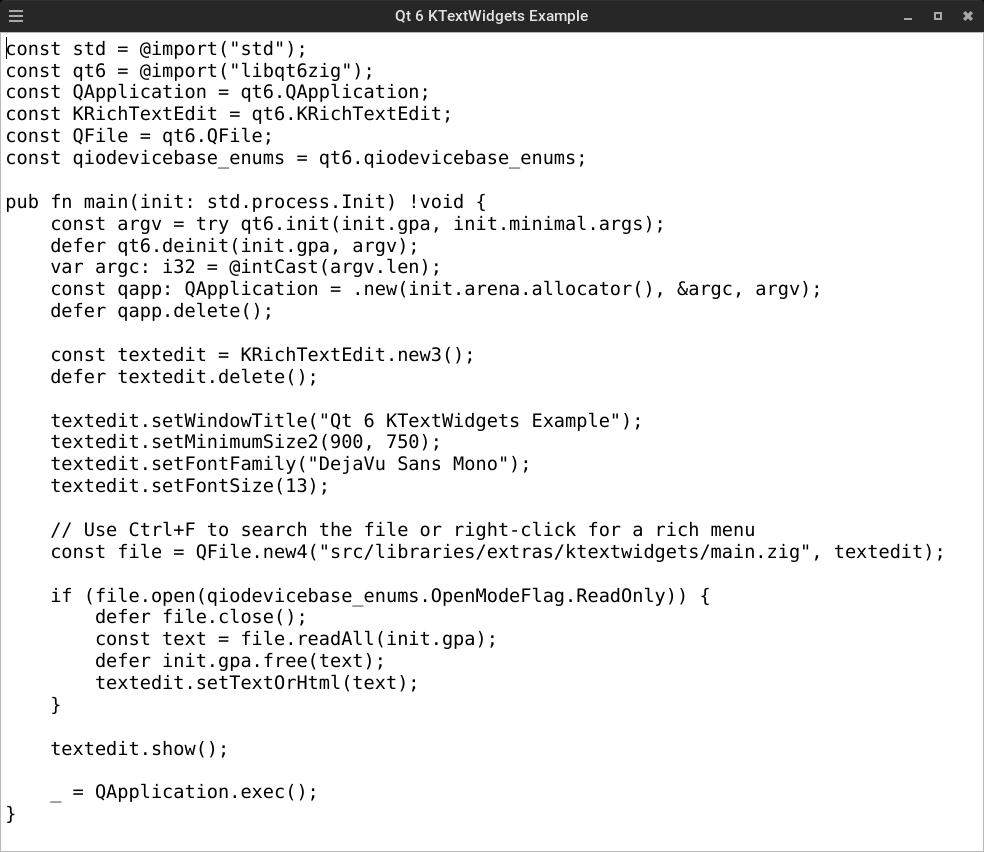 Qt 6 KTextWidgets Example
const std = @import("std");
const qt6 = @import("libqt6zig");
const QApplication = qt6.QApplication;
const KRichTextEdit = qt6.KRichTextEdit;
const QFile = qt6.QFile;
const qiodevicebase_enums = qt6.qiodevicebase_enums;

pub fn main(init: std.process.Init) !void {
    const argv = try qt6.init(init.gpa, init.minimal.args);
    defer qt6.deinit(init.gpa, argv);
    var argc: i32 = @intCast(argv.len);
    const qapp: QApplication = .new(init.arena.allocator(), &argc, argv);
    defer qapp.delete();

    const textedit = KRichTextEdit.new3();
    defer textedit.delete();

    textedit.setWindowTitle("Qt 6 KTextWidgets Example");
    textedit.setMinimumSize2(900, 750);
    textedit.setFontFamily("DejaVu Sans Mono");
    textedit.setFontSize(13);

    // Use Ctrl+F to search the file or right-click for a rich menu
    const file = QFile.new4("src/libraries/extras/ktextwidgets/main.zig", textedit);

    if (file.open(qiodevicebase_enums.OpenModeFlag.ReadOnly)) {
        defer file.close();
        const text = file.readAll(init.gpa);
        defer init.gpa.free(text);
        textedit.setTextOrHtml(text);
    }

    textedit.show();

    _ = QApplication.exec();
}